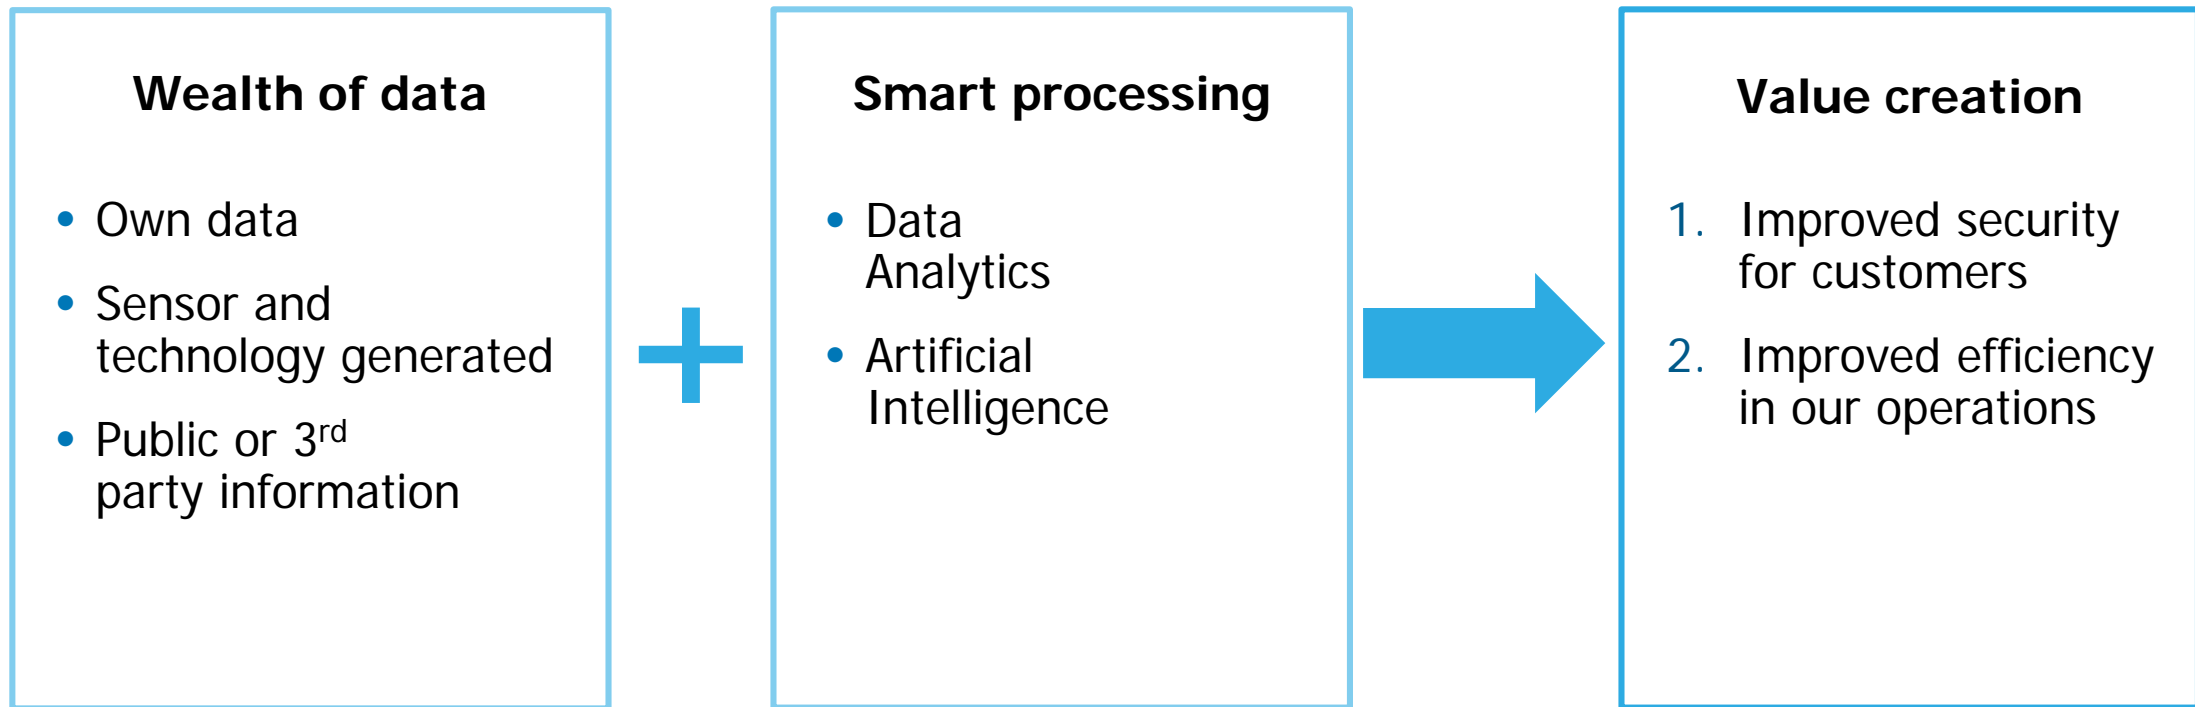 Wealth of data
• Own data
• Sensor and
technology generated
• Public or 3rd
party information
Smart processing
• Data
Analytics
• Artificial
Intelligence
Value creation
1. Improved security
for customers
2. Improved efficiency
in our operations